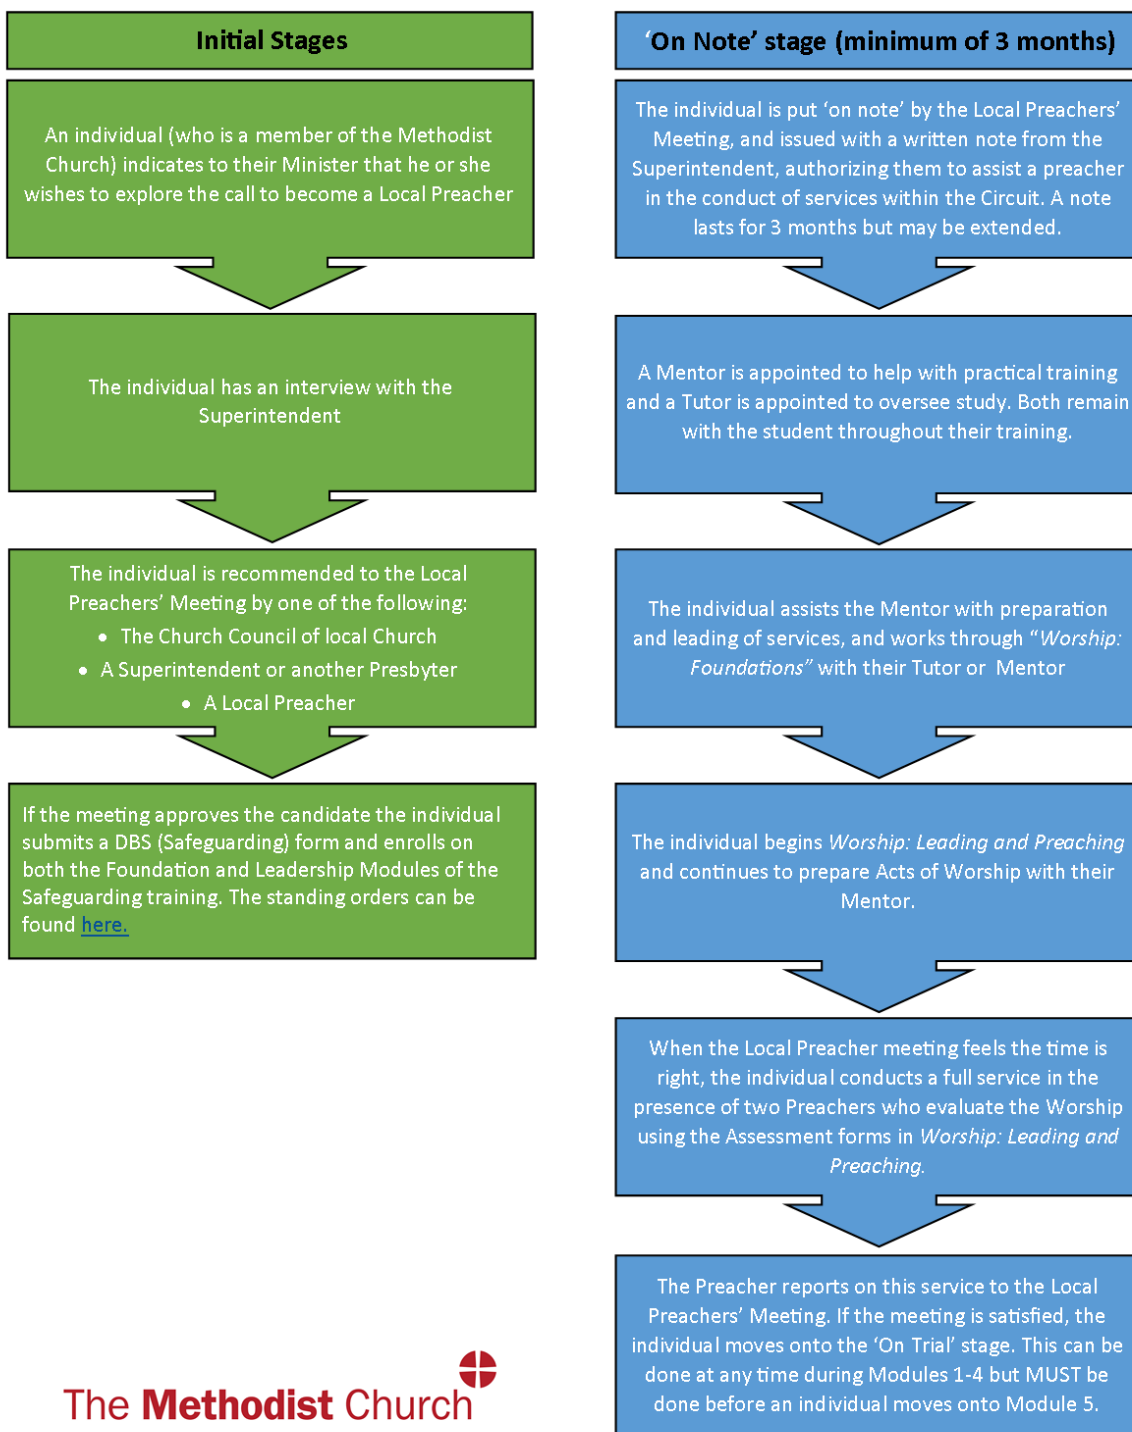 Initial Stages
An individual (who is a member of the Methodist
Church) indicates to their Minister that he or she
wishes to explore the call to become a Local Preacher
The individual has an interview with the
Superintendent
The individual is recommended to the Local
Preachers’ Meeting by one of the following:
• The Church Council of local Church
• A Superintendent or another Presbyter
• A Local Preacher
If the meeting approves the candidate the individual
submits a DBS (Safeguarding) form and enrolls on
both the Foundation and Leadership Modules of the
Safeguarding training. The standing orders can be
found here.
‘On Note’ stage (minimum of 3 months)
The individual is put ‘on note’ by the Local Preachers’
Meeting, and issued with a written note from the
Superintendent, authorizing them to assist a preacher
in the conduct of services within the Circuit. A note
lasts for 3 months but may be extended.
A Mentor is appointed to help with practical training
and a Tutor is appointed to oversee study. Both remain
with the student throughout their training.
The individual assists the Mentor with preparation
and leading of services, and works through “Worship:
Foundations” with their Tutor or Mentor
The individual begins Worship: Leading and Preaching
and continues to prepare Acts of Worship with their
Mentor.
When the Local Preacher meeting feels the time is
right, the individual conducts a full service in the
presence of two Preachers who evaluate the Worship
using the Assessment forms in Worship: Leading and
Preaching.
The Preacher reports on this service to the Local
Preachers’ Meeting. If the meeting is satisfied, the
individual moves onto the ‘On Trial’ stage. This can be
done at any time during Modules 1-4 but MUST be
done before an individual moves onto Module 5.
The Methodist Church